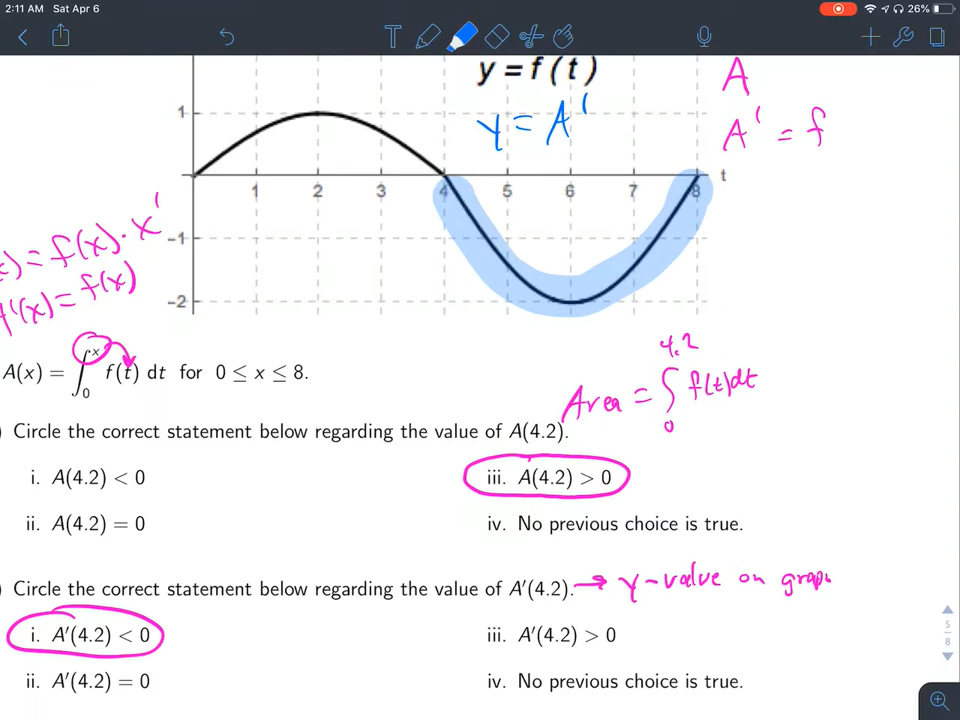 2:11 AM Sat Apr 6
26%
T
y = f(t)
y = A'
A
A' = f
1
-1
-2
1 2 3 4 5 6 7 8
t
) = f(x) · x'
'(x) = f(x)
A(x) = ∫₀ˣ f(t) dt for 0 ≤ x ≤ 8.
Area = ∫₀^4.2 f(t)dt
) Circle the correct statement below regarding the value of A(4.2).
i. A(4.2) < 0
iii. A(4.2) > 0
ii. A(4.2) = 0
iv. No previous choice is true.
) Circle the correct statement below regarding the value of A′(4.2). → y-value on graph
i. A′(4.2) < 0
iii. A′(4.2) > 0
ii. A′(4.2) = 0
iv. No previous choice is true.
5
8